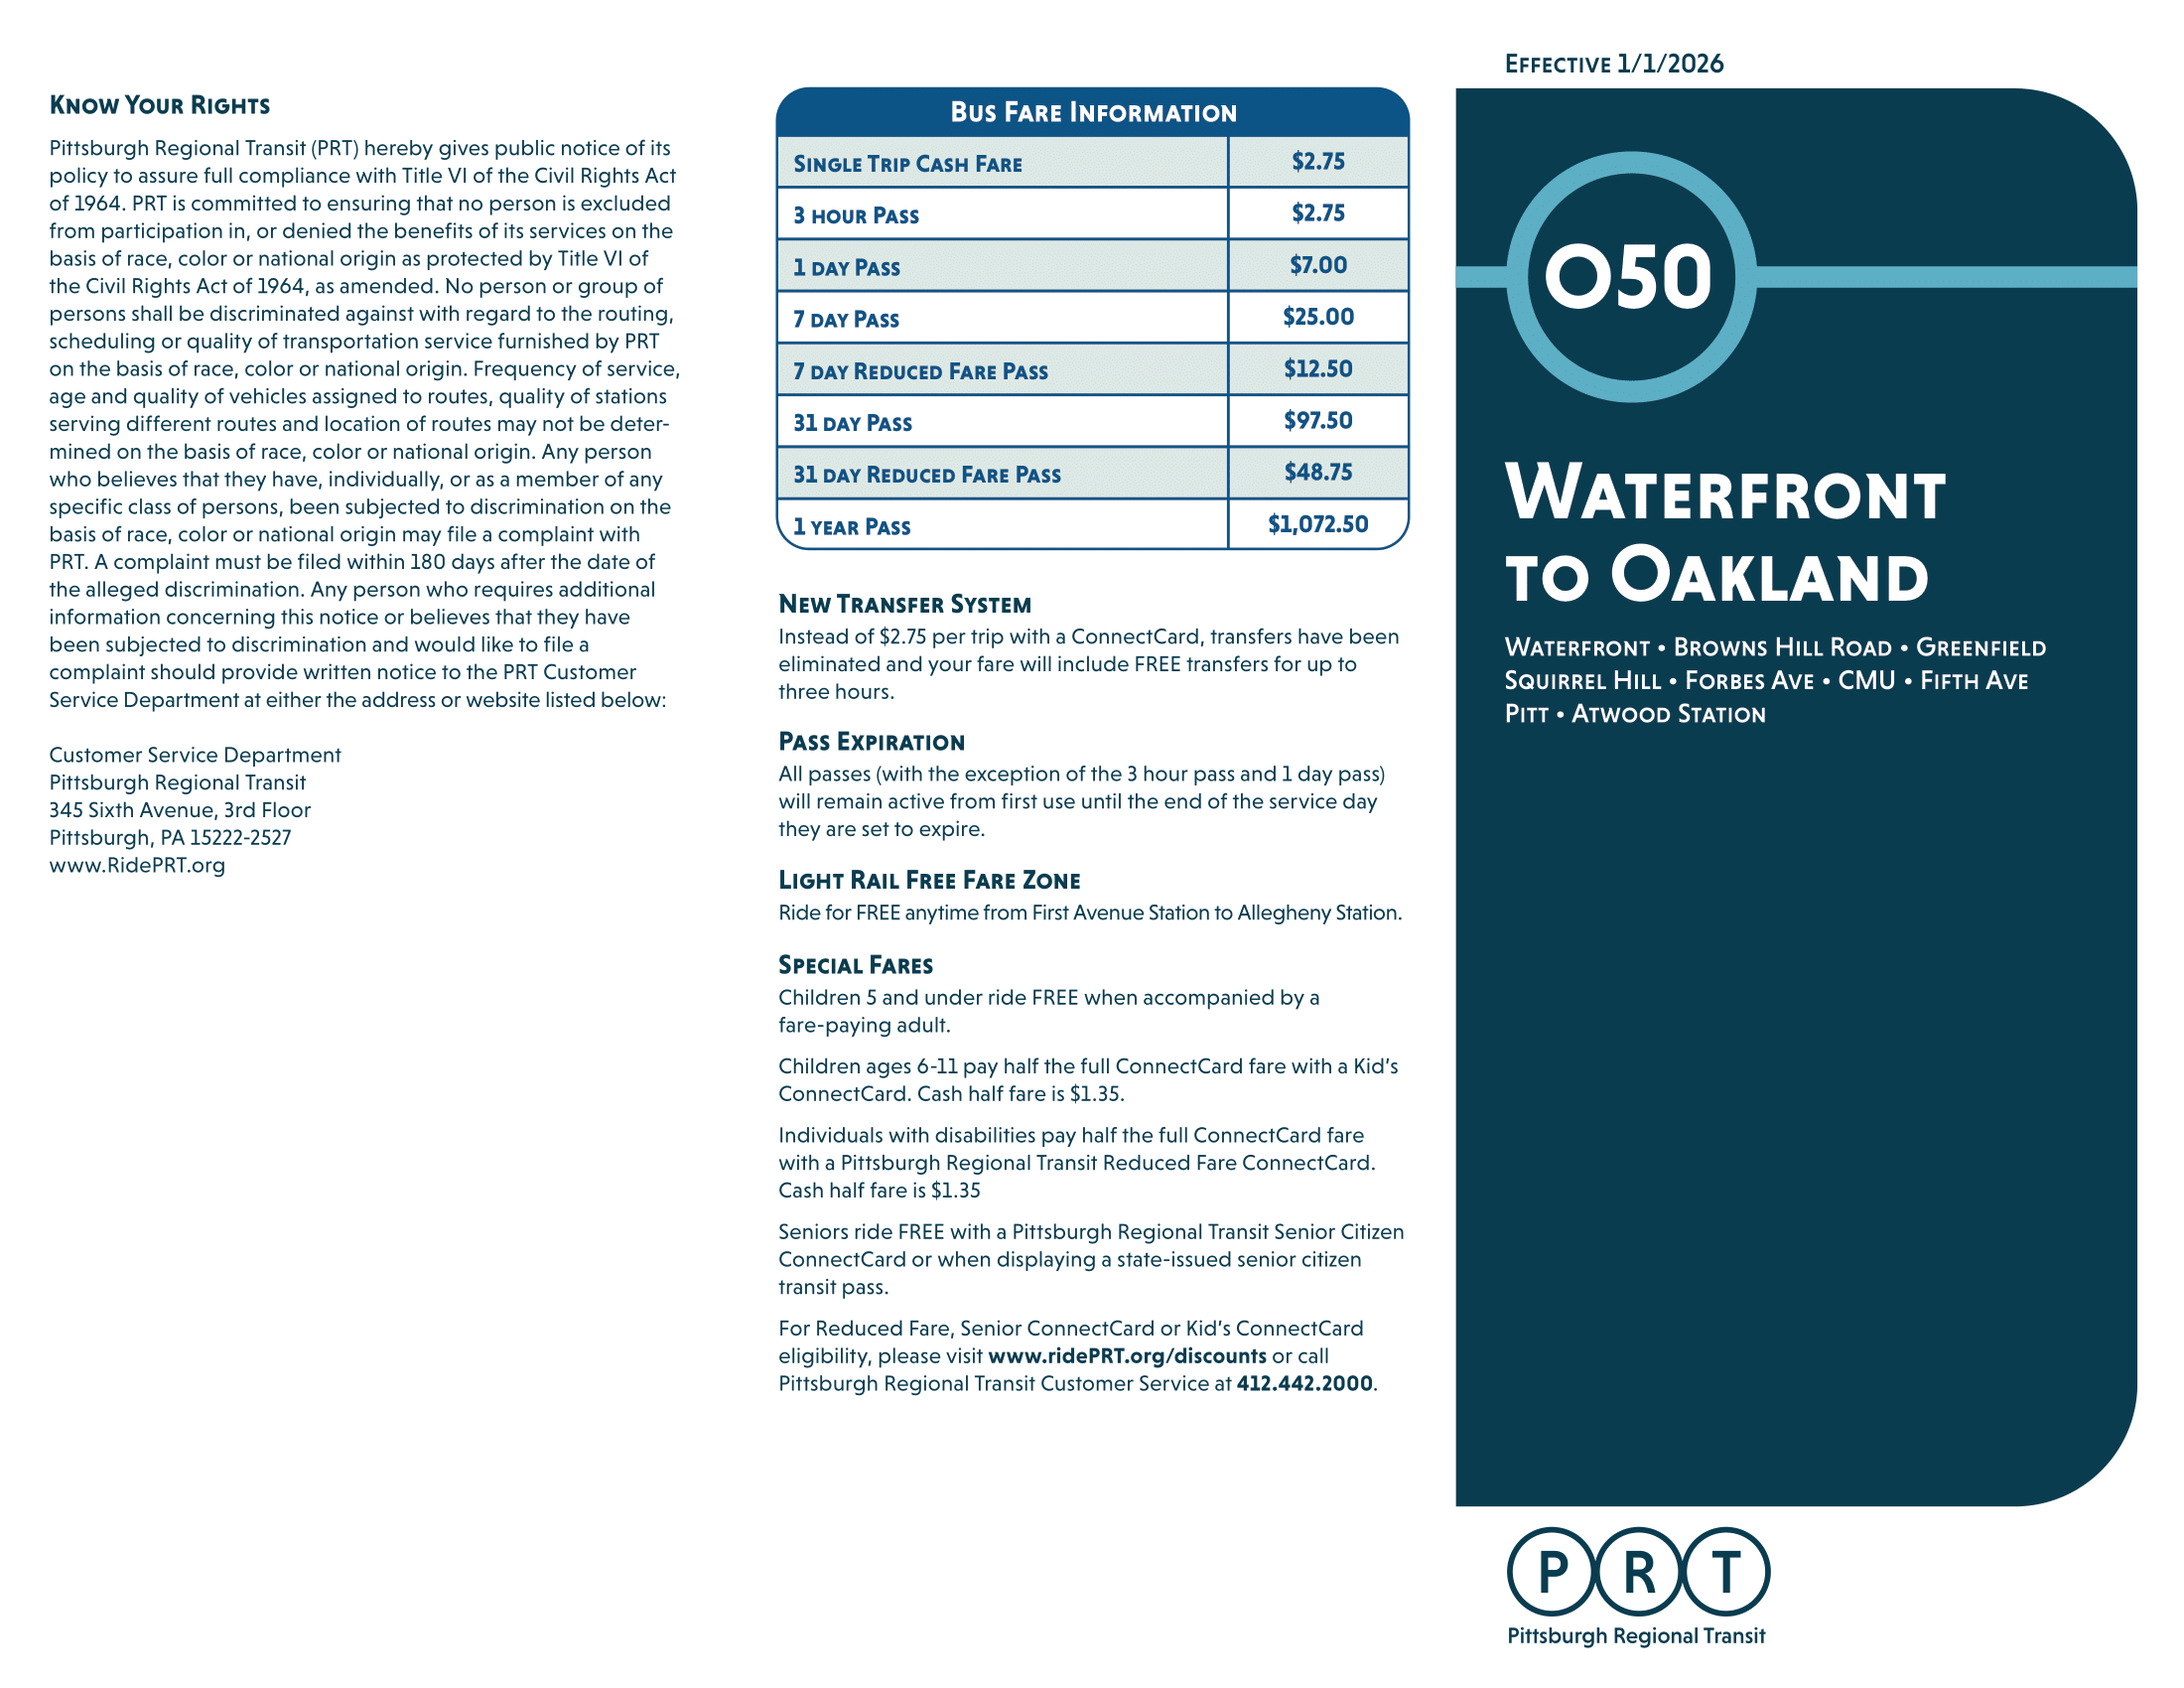 Know Your Rights
Pittsburgh Regional Transit (PRT) hereby gives public notice of its
policy to assure full compliance with Title VI of the Civil Rights Act
of 1964. PRT is committed to ensuring that no person is excluded
from participation in, or denied the benefits of its services on the
basis of race, color or national origin as protected by Title VI of
the Civil Rights Act of 1964, as amended. No person or group of
persons shall be discriminated against with regard to the routing,
scheduling or quality of transportation service furnished by PRT
on the basis of race, color or national origin. Frequency of service,
age and quality of vehicles assigned to routes, quality of stations
serving different routes and location of routes may not be deter-
mined on the basis of race, color or national origin. Any person
who believes that they have, individually, or as a member of any
specific class of persons, been subjected to discrimination on the
basis of race, color or national origin may file a complaint with
PRT. A complaint must be filed within 180 days after the date of
the alleged discrimination. Any person who requires additional
information concerning this notice or believes that they have
been subjected to discrimination and would like to file a
complaint should provide written notice to the PRT Customer
Service Department at either the address or website listed below:
Customer Service Department
Pittsburgh Regional Transit
345 Sixth Avenue, 3rd Floor
Pittsburgh, PA 15222-2527
www.RidePRT.org
Bus Fare Information
Single Trip Cash Fare $2.75
3 hour Pass $2.75
1 day Pass $7.00
7 day Pass $25.00
7 day Reduced Fare Pass $12.50
31 day Pass $97.50
31 day Reduced Fare Pass $48.75
1 year Pass $1,072.50
New Transfer System
Instead of $2.75 per trip with a ConnectCard, transfers have been
eliminated and your fare will include FREE transfers for up to
three hours.
Pass Expiration
All passes (with the exception of the 3 hour pass and 1 day pass)
will remain active from first use until the end of the service day
they are set to expire.
Light Rail Free Fare Zone
Ride for FREE anytime from First Avenue Station to Allegheny Station.
Special Fares
Children 5 and under ride FREE when accompanied by a
fare-paying adult.
Children ages 6-11 pay half the full ConnectCard fare with a Kid's
ConnectCard. Cash half fare is $1.35.
Individuals with disabilities pay half the full ConnectCard fare
with a Pittsburgh Regional Transit Reduced Fare ConnectCard.
Cash half fare is $1.35
Seniors ride FREE with a Pittsburgh Regional Transit Senior Citizen
ConnectCard or when displaying a state-issued senior citizen
transit pass.
For Reduced Fare, Senior ConnectCard or Kid's ConnectCard
eligibility, please visit www.ridePRT.org/discounts or call
Pittsburgh Regional Transit Customer Service at 412.442.2000.
Effective 1/1/2026
O50
Waterfront
to Oakland
Waterfront • Browns Hill Road • Greenfield
Squirrel Hill • Forbes Ave • CMU • Fifth Ave
Pitt • Atwood Station
PRT
Pittsburgh Regional Transit